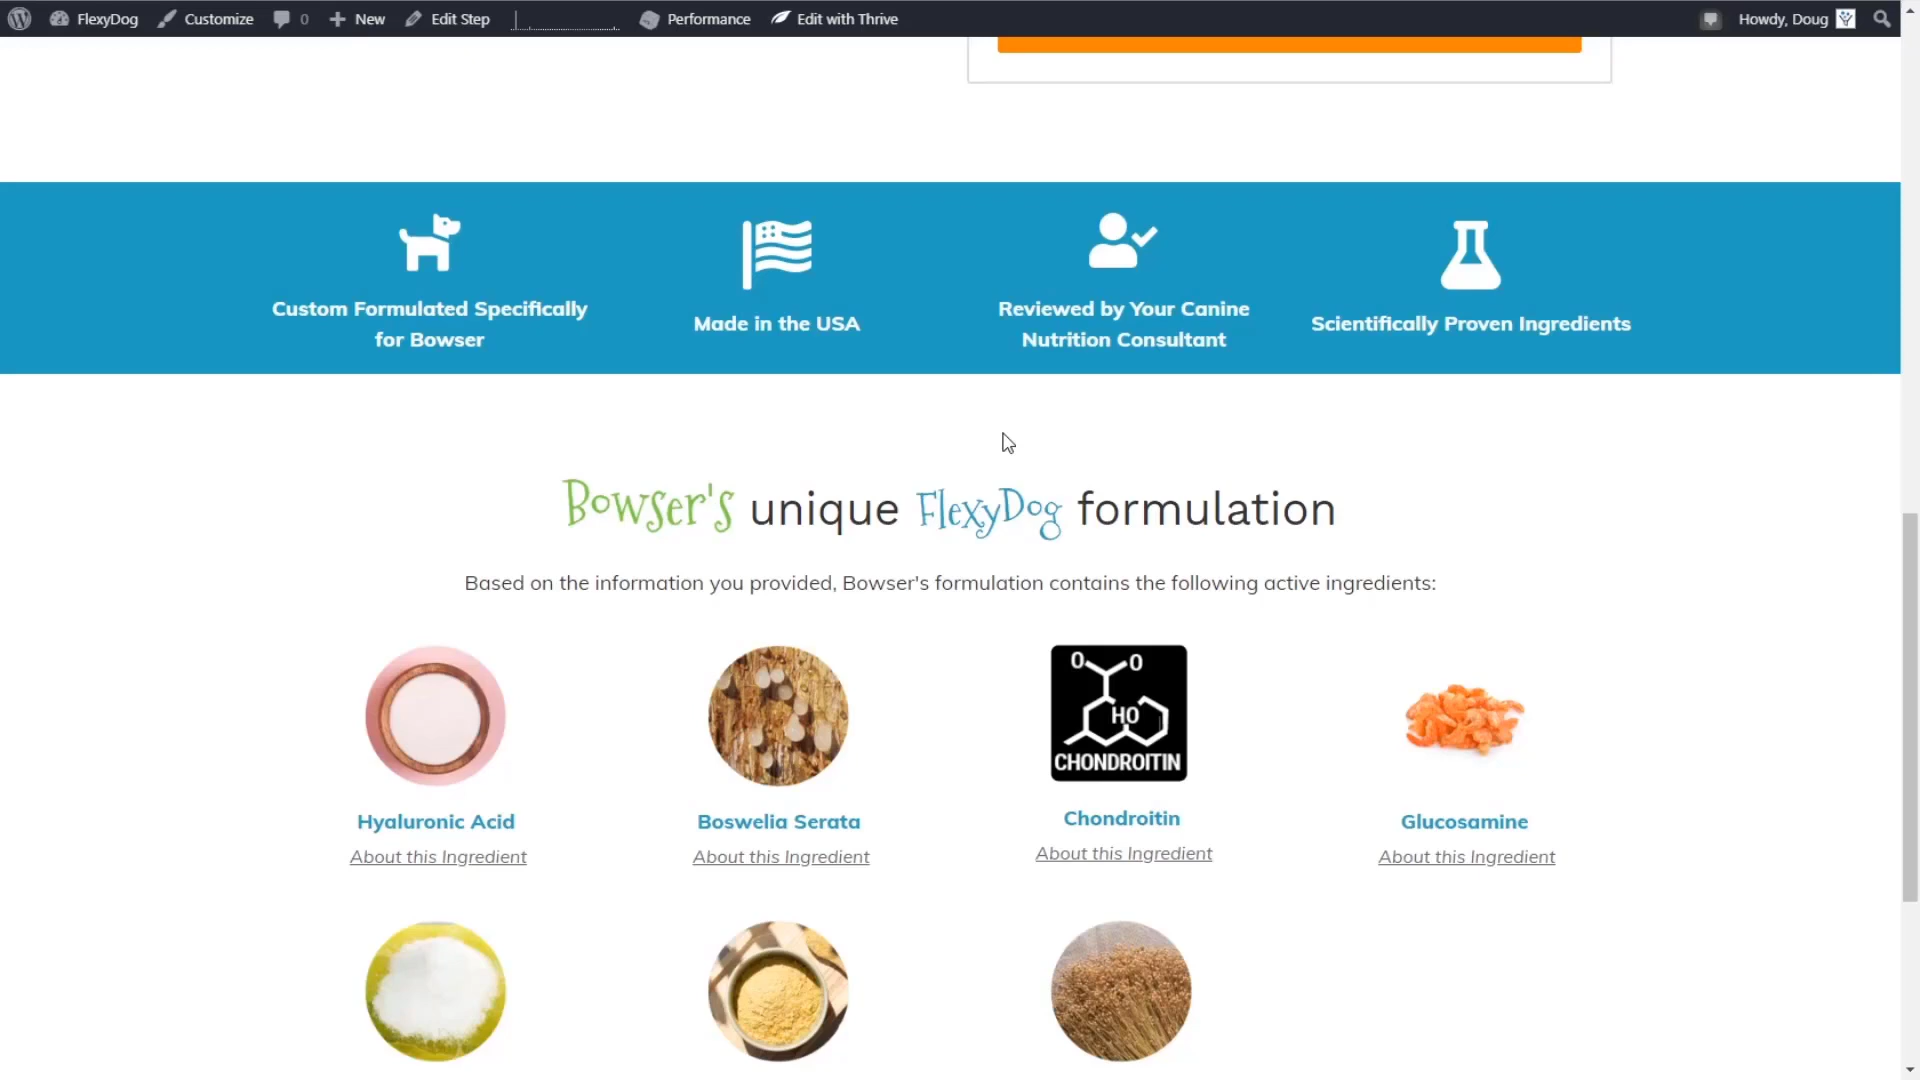 FlexyDog Customize 0 New Edit Step Performance Edit with Thrive Howdy, Doug
Custom Formulated Specifically
for Bowser
Made in the USA
Reviewed by Your Canine
Nutrition Consultant
Scientifically Proven Ingredients
Bowser's unique FlexyDog formulation
Based on the information you provided, Bowser's formulation contains the following active ingredients:
O O
HO
CHONDROITIN
Hyaluronic Acid Boswelia Serata Chondroitin Glucosamine
About this Ingredient About this Ingredient About this Ingredient About this Ingredient